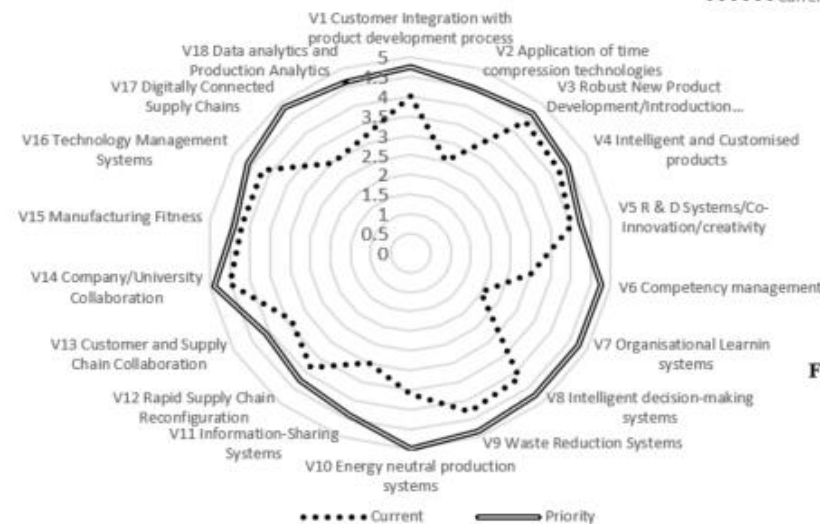 V1 Customer Integration with
product development process
V2 Application of time
compression technologies
V3 Robust New Product
Development/Introduction...
V4 Intelligent and Customised
products
V5 R & D Systems/Co-
Innovation/creativity
V6 Competency management
V7 Organisational Learnin
systems
V8 Intelligent decision-making
systems
V9 Waste Reduction Systems
V10 Energy neutral production
systems
V11 Information-Sharing
Systems
V12 Rapid Supply Chain
Reconfiguration
V13 Customer and Supply
Chain Collaboration
V14 Company/University
Collaboration
V15 Manufacturing Fitness
V16 Technology Management
Systems
V17 Digitally Connected
Supply Chains
V18 Data analytics and
Production Analytics
5
4.5
4
3.5
3
2.5
2
1.5
1
0.5
0
F
Current
Priority